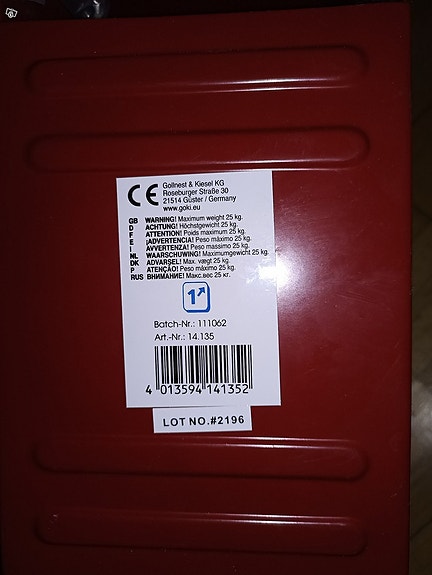 CE Gollnest & Kiesel KG
Roseburger Straße 30
21514 Güster / Germany
www.goki.eu
GB WARNING! Maximum weight 25 kg.
D ACHTUNG! Höchstgewicht 25 kg.
F ATTENTION! Poids maximum 25 kg.
E ¡ADVERTENCIA! Peso máximo 25 kg.
I AVVERTENZA! Peso massimo 25 kg.
NL WAARSCHUWING! Maximumgewicht 25 kg.
DK ADVARSEL! Max. vægt 25 kg.
P ATENÇÃO! Peso máximo 25 kg.
RUS ВНИМАНИЕ! Макс.вес 25 кг.
1
Batch-Nr.: 111062
Art.-Nr.: 14.135
4 013594 141352
LOT NO.#2196